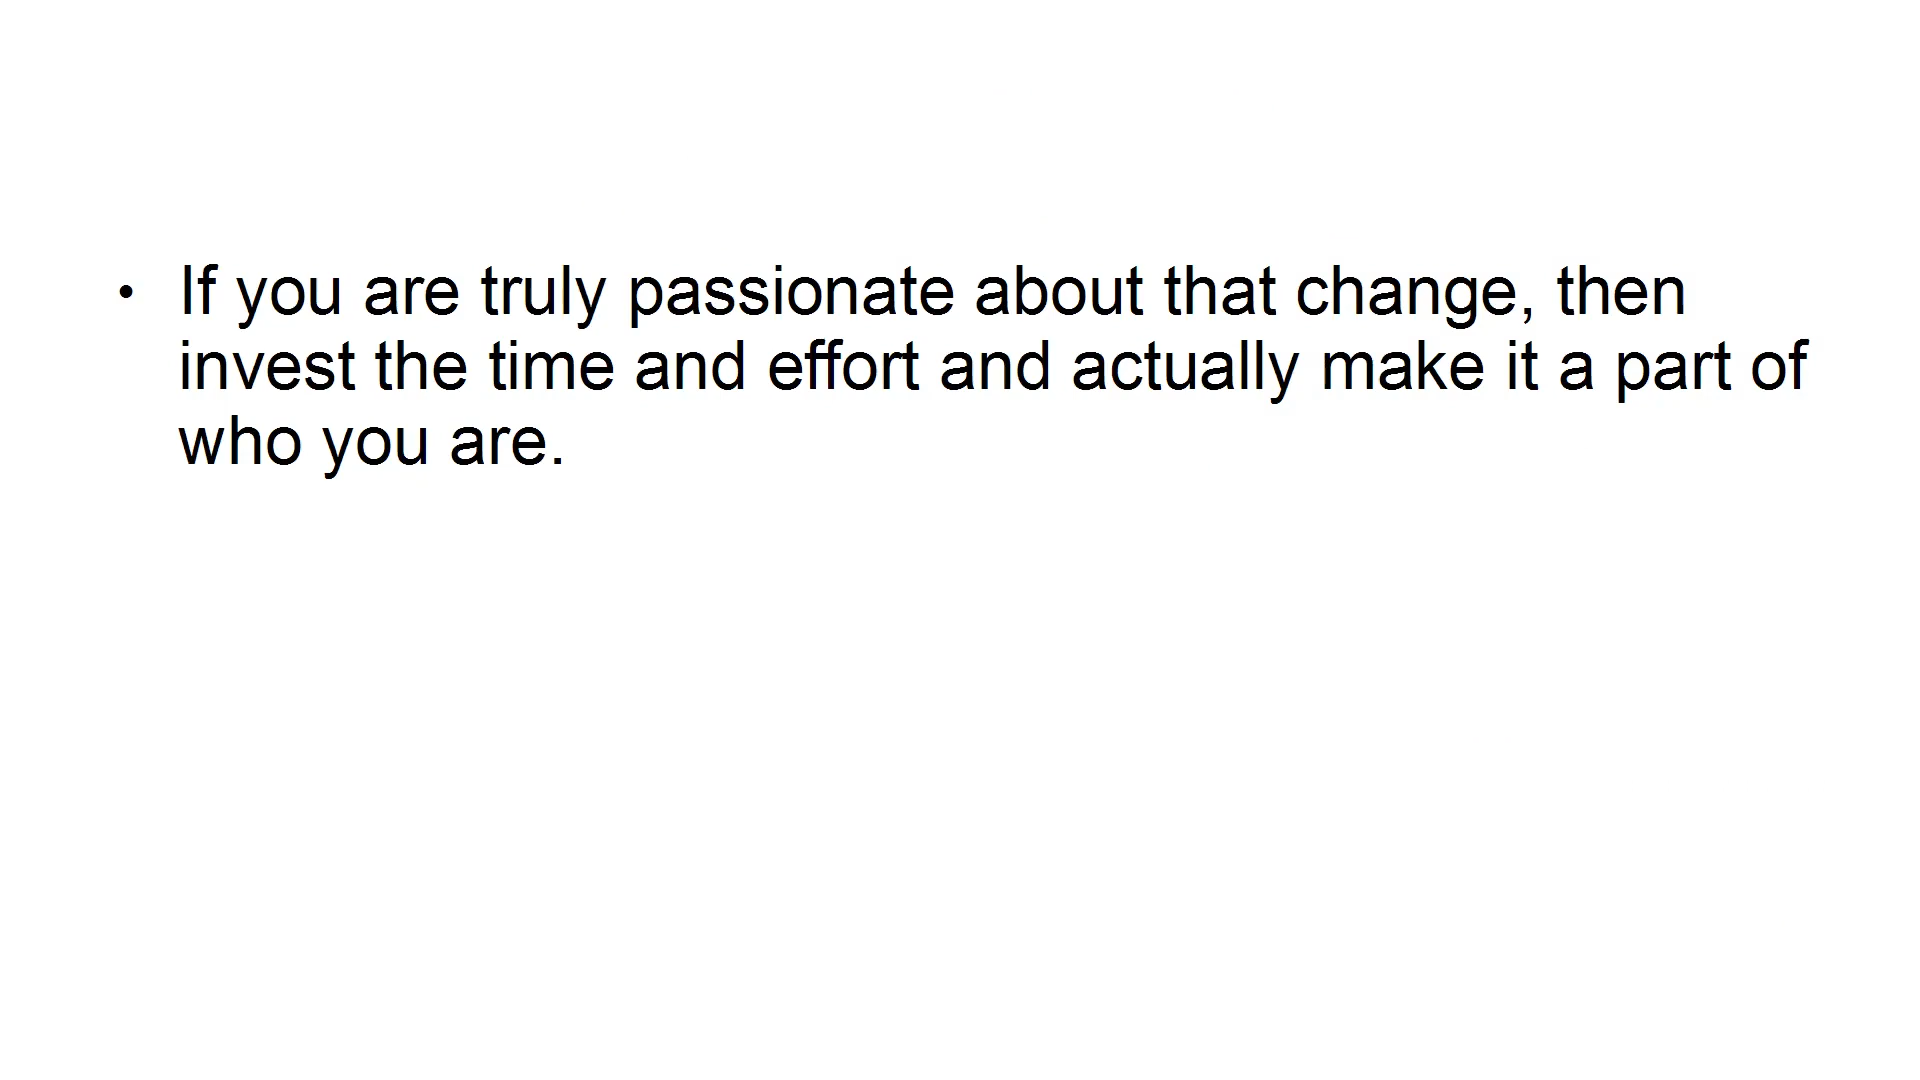 • If you are truly passionate about that change, then
invest the time and effort and actually make it a part of
who you are.